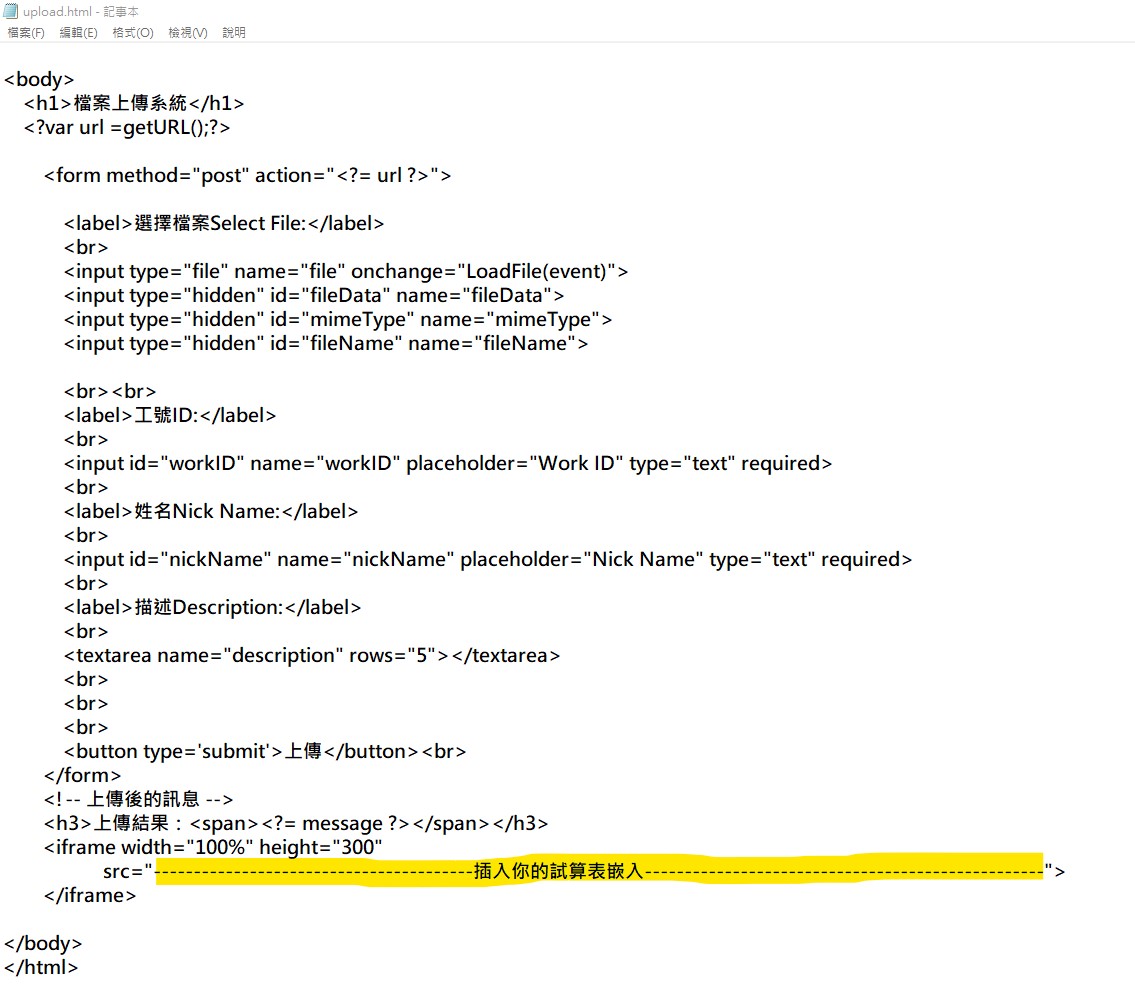 upload.html - 記事本
檔案(F) 編輯(E) 格式(O) 檢視(V) 說明
<body>
<h1>檔案上傳系統</h1>
<?var url =getURL();?>
<form method="post" action="<?= url ?>">
<label>選擇檔案Select File:</label>
<br>
<input type="file" name="file" onchange="LoadFile(event)">
<input type="hidden" id="fileData" name="fileData">
<input type="hidden" id="mimeType" name="mimeType">
<input type="hidden" id="fileName" name="fileName">
<br><br>
<label>工號ID:</label>
<br>
<input id="workID" name="workID" placeholder="Work ID" type="text" required>
<br>
<label>姓名Nick Name:</label>
<br>
<input id="nickName" name="nickName" placeholder="Nick Name" type="text" required>
<br>
<label>描述Description:</label>
<br>
<textarea name="description" rows="5"></textarea>
<br>
<br>
<br>
<button type='submit'>上傳</button><br>
</form>
<!-- 上傳後的訊息 -->
<h3>上傳結果：<span><?= message ?></span></h3>
<iframe width="100%" height="300"
src="----------------------------------------插入你的試算表嵌入--------------------------------------------------">
</iframe>
</body>
</html>